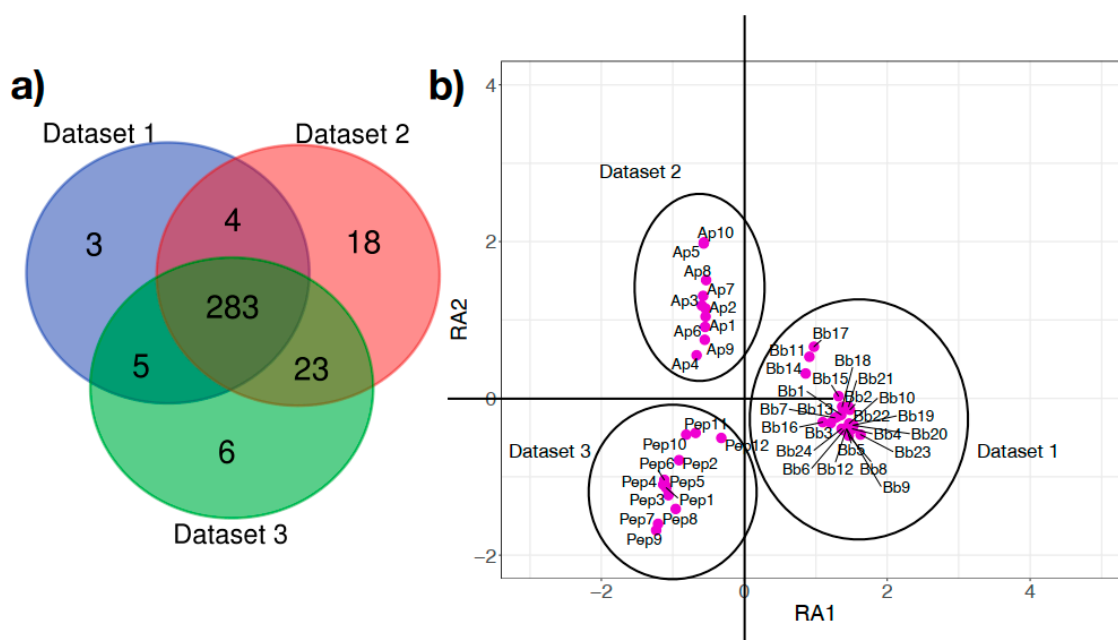 a)
Dataset 1
Dataset 2
3
4
18
283
5
23
6
Dataset 3
b)
4
2
0
−2
RA2
Dataset 2
Ap10
Ap5
Ap8
Ap7
Ap3
Ap2
Ap6
Ap1
Ap9
Ap4
Bb17
Bb11
Bb18
Bb14
Bb15
Bb21
Bb1
Bb2
Bb10
Bb7
Bb13
Bb22
Bb19
Bb16
Bb3
Bb4
Bb20
Bb24
Bb5
Bb23
Bb6
Bb12
Bb8
Bb9
Dataset 1
Dataset 3
Pep11
Pep10
Pep12
Pep6
Pep2
Pep4
Pep5
Pep3
Pep1
Pep7
Pep8
Pep9
−2
0
2
4
RA1